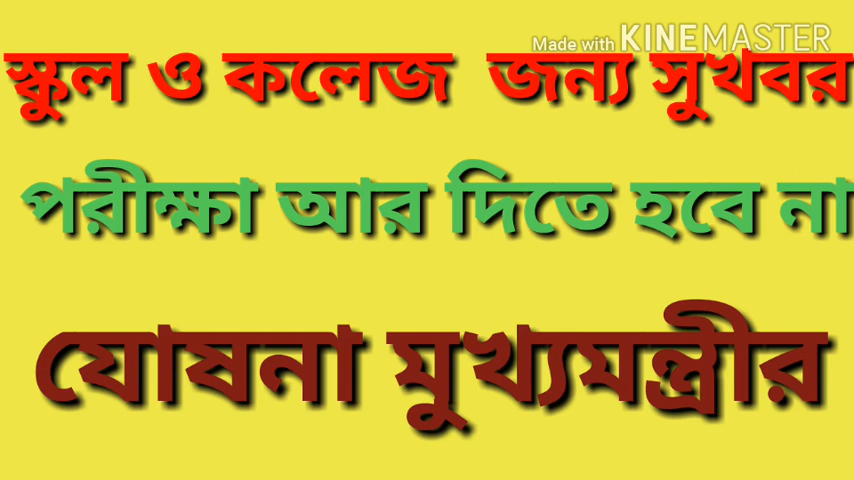 Made with KINEMASTER
স্কুল ও কলেজ জন্য সুখবর
পরীক্ষা আর দিতে হবে না
যোষনা মুখ্যমন্ত্রীর